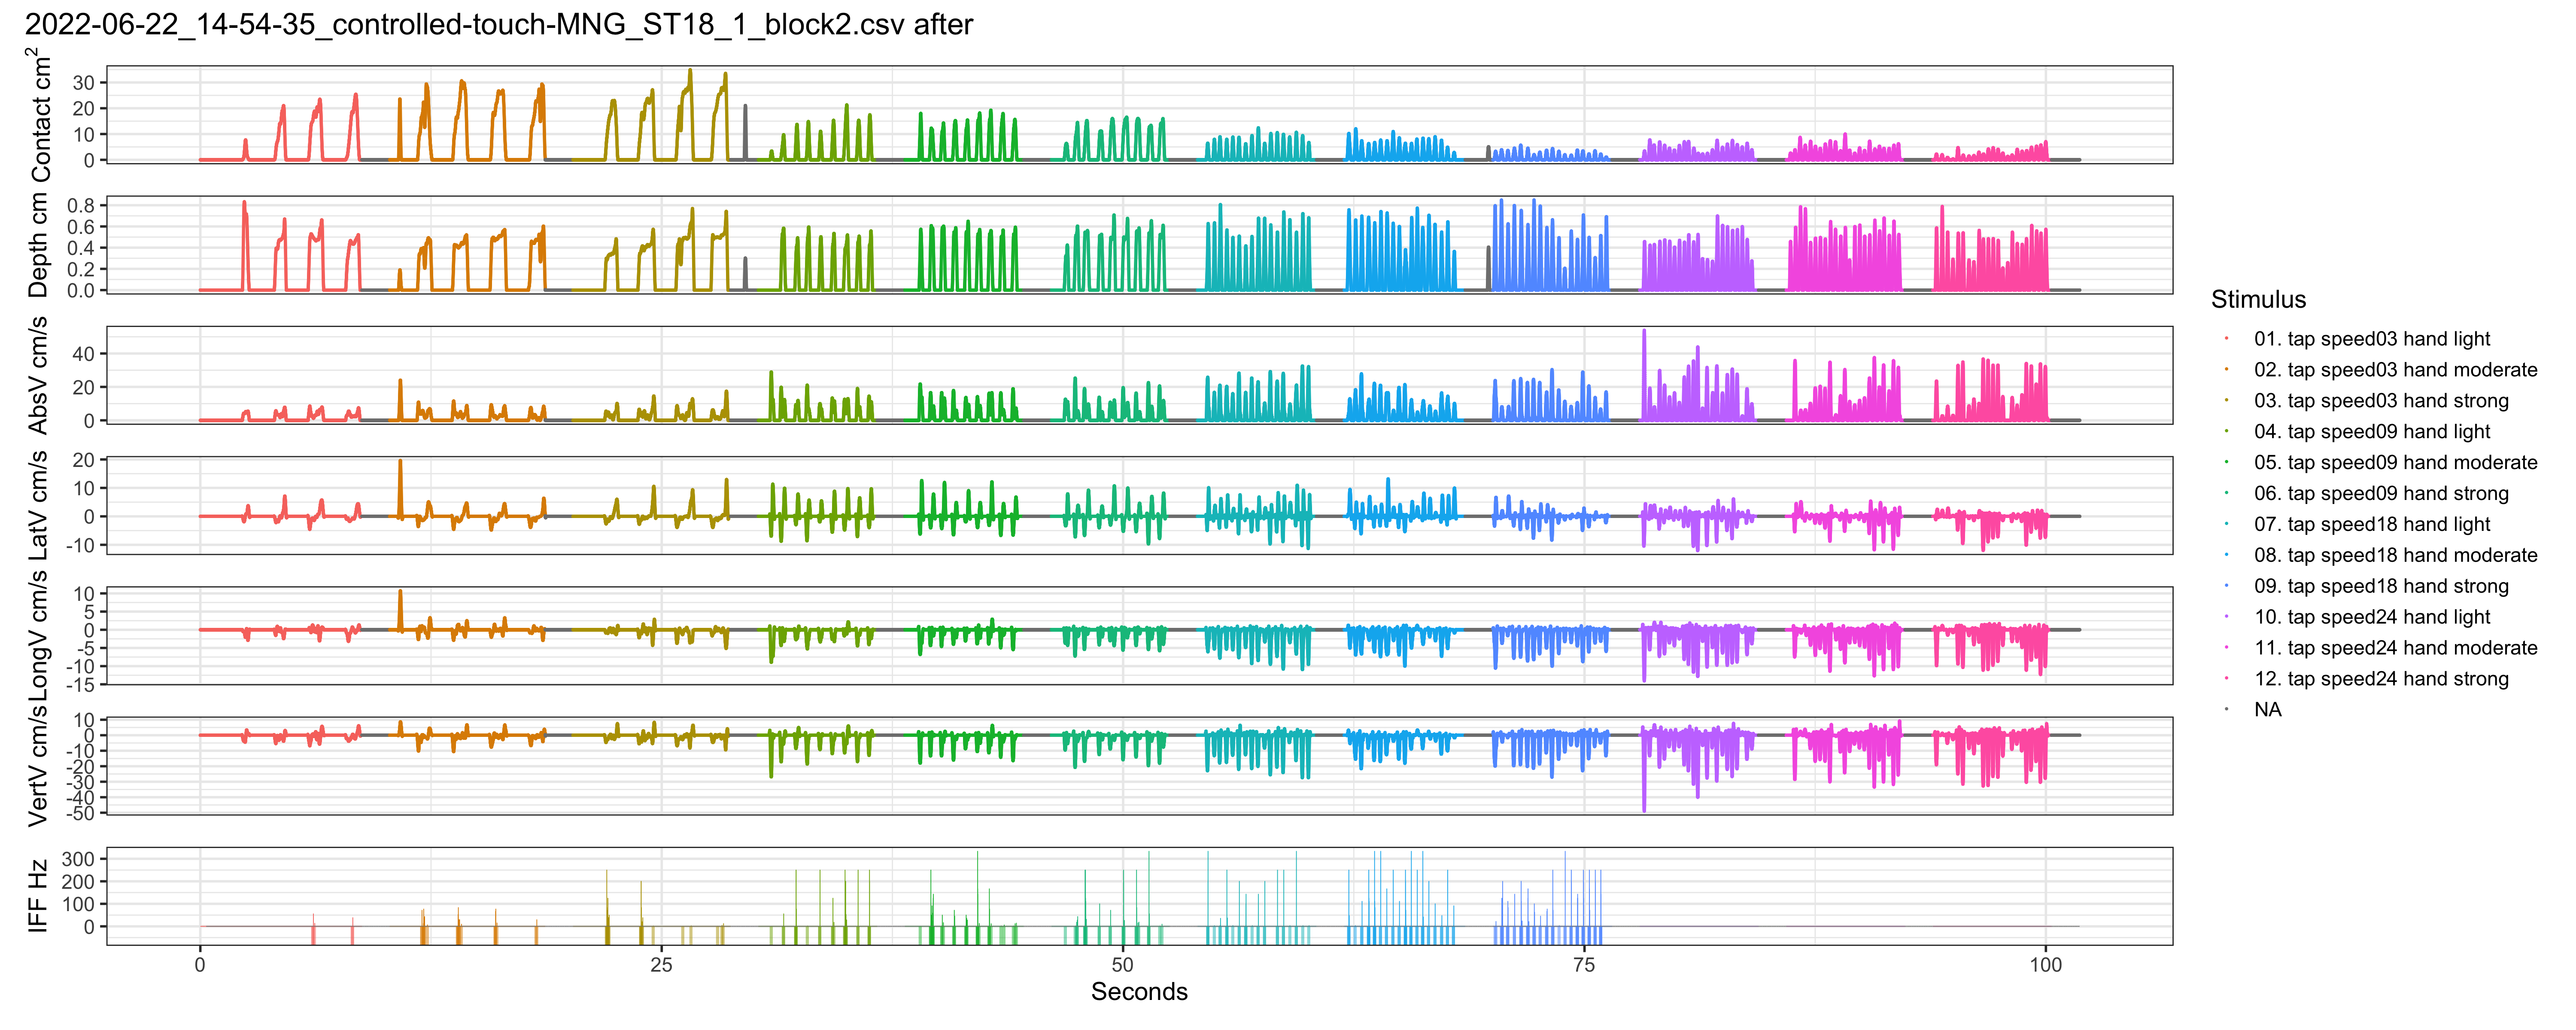 2022-06-22_14-54-35_controlled-touch-MNG_ST18_1_block2.csv after
Contact cm²
30
20
10
0
Depth cm
0.8
0.6
0.4
0.2
0.0
AbsV cm/s
40
20
0
LatV cm/s
20
10
0
-10
LongV cm/s
10
5
0
-5
-10
-15
VertV cm/s
10
0
-10
-20
-30
-40
-50
IFF Hz
300
200
100
0
0 25 50 75 100
Seconds
Stimulus
01. tap speed03 hand light
02. tap speed03 hand moderate
03. tap speed03 hand strong
04. tap speed09 hand light
05. tap speed09 hand moderate
06. tap speed09 hand strong
07. tap speed18 hand light
08. tap speed18 hand moderate
09. tap speed18 hand strong
10. tap speed24 hand light
11. tap speed24 hand moderate
12. tap speed24 hand strong
NA